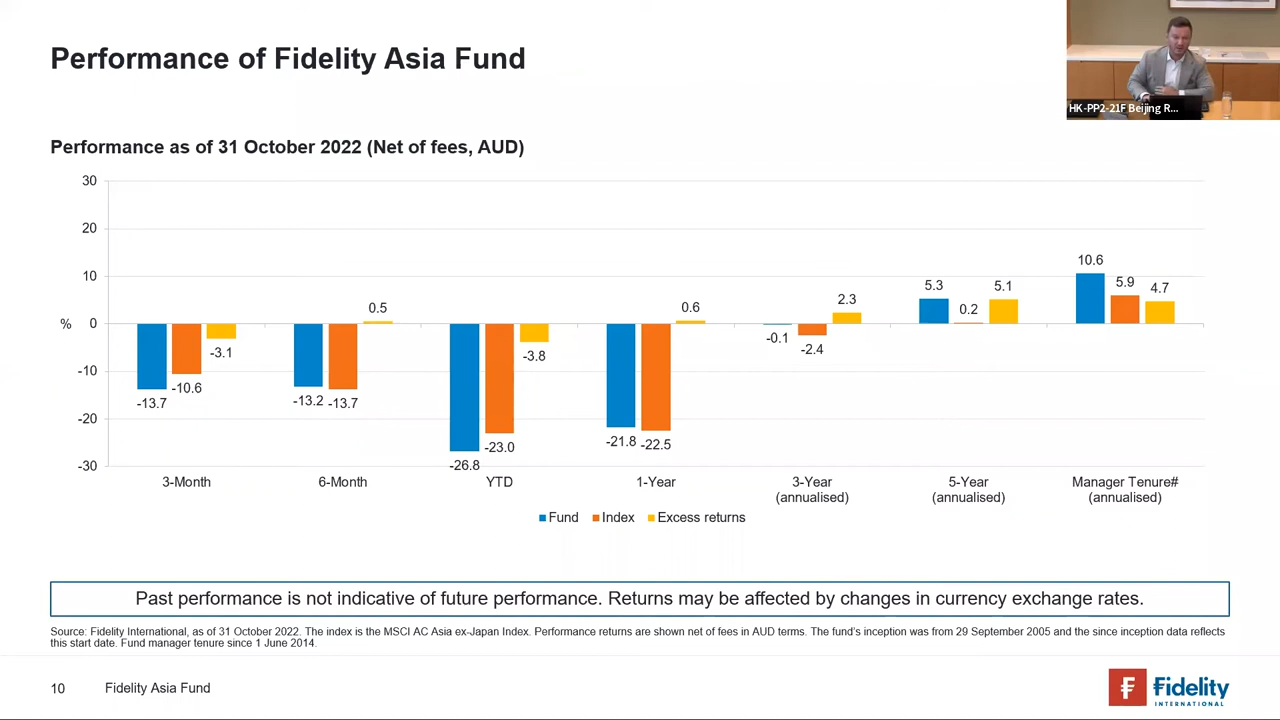 Performance of Fidelity Asia Fund
HK-PP2-21F Beijing R...
Performance as of 31 October 2022 (Net of fees, AUD)
30
20
10
%
0
-10
-20
-30
-13.7
-10.6
-3.1
-13.2
-13.7
0.5
-26.8
-23.0
-3.8
-21.8
-22.5
0.6
-0.1
-2.4
2.3
5.3
0.2
5.1
10.6
5.9
4.7
3-Month
6-Month
YTD
1-Year
3-Year
(annualised)
5-Year
(annualised)
Manager Tenure#
(annualised)
Fund Index Excess returns
Past performance is not indicative of future performance. Returns may be affected by changes in currency exchange rates.
Source: Fidelity International, as of 31 October 2022. The index is the MSCI AC Asia ex-Japan Index. Performance returns are shown net of fees in AUD terms. The fund's inception was from 29 September 2005 and the since inception data reflects
this start date. Fund manager tenure since 1 June 2014.
10 Fidelity Asia Fund
Fidelity
INTERNATIONAL